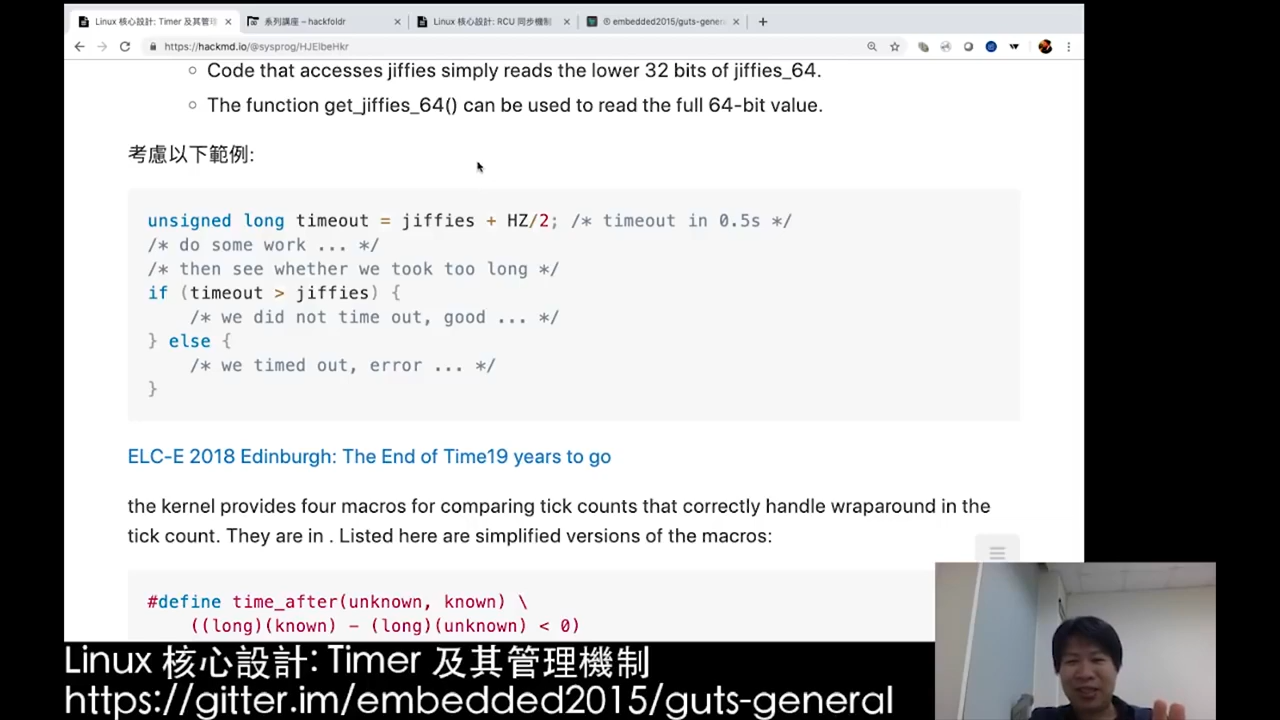 Linux 核心設計: Timer 及其管理
系列講座 – hackfoldr
Linux 核心設計: RCU 同步機制
embedded2015/guts-genera
https://hackmd.io/@sysprog/HJElbeHkr
Code that accesses jiffies simply reads the lower 32 bits of jiffies_64.
The function get_jiffies_64() can be used to read the full 64-bit value.
考慮以下範例:
unsigned long timeout = jiffies + HZ/2; /* timeout in 0.5s */
/* do some work ... */
/* then see whether we took too long */
if (timeout > jiffies) {
/* we did not time out, good ... */
} else {
/* we timed out, error ... */
}
ELC-E 2018 Edinburgh: The End of Time19 years to go
the kernel provides four macros for comparing tick counts that correctly handle wraparound in the
tick count. They are in . Listed here are simplified versions of the macros:
#define time_after(unknown, known) \
((long)(known) - (long)(unknown) < 0)
Linux 核心設計: Timer 及其管理機制
https://gitter.im/embedded2015/guts-general